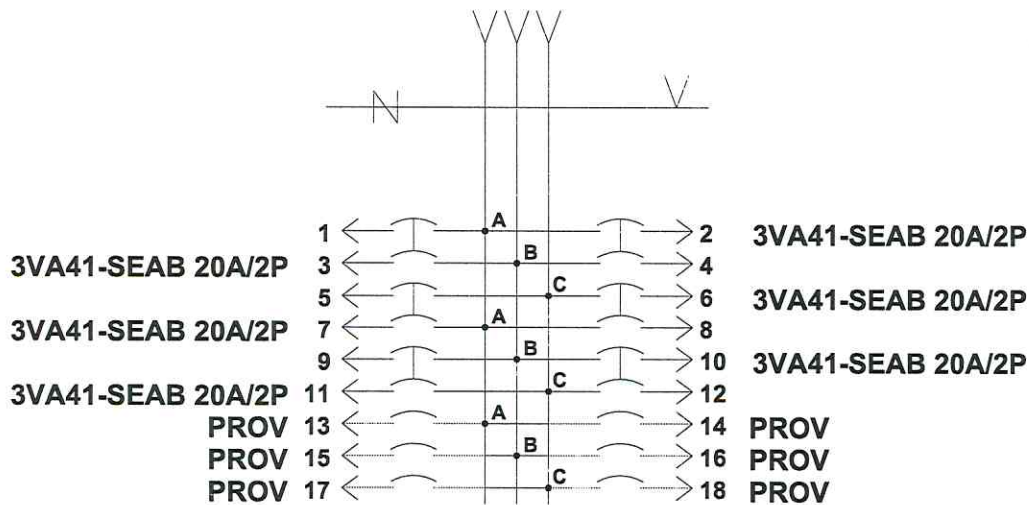 N
A
1 2 3VA41-SEAB 20A/2P
B
3VA41-SEAB 20A/2P 3 4
C
5 6 3VA41-SEAB 20A/2P
A
3VA41-SEAB 20A/2P 7 8
B
9 10 3VA41-SEAB 20A/2P
C
3VA41-SEAB 20A/2P 11 12
A
PROV 13 14 PROV
B
PROV 15 16 PROV
C
PROV 17 18 PROV